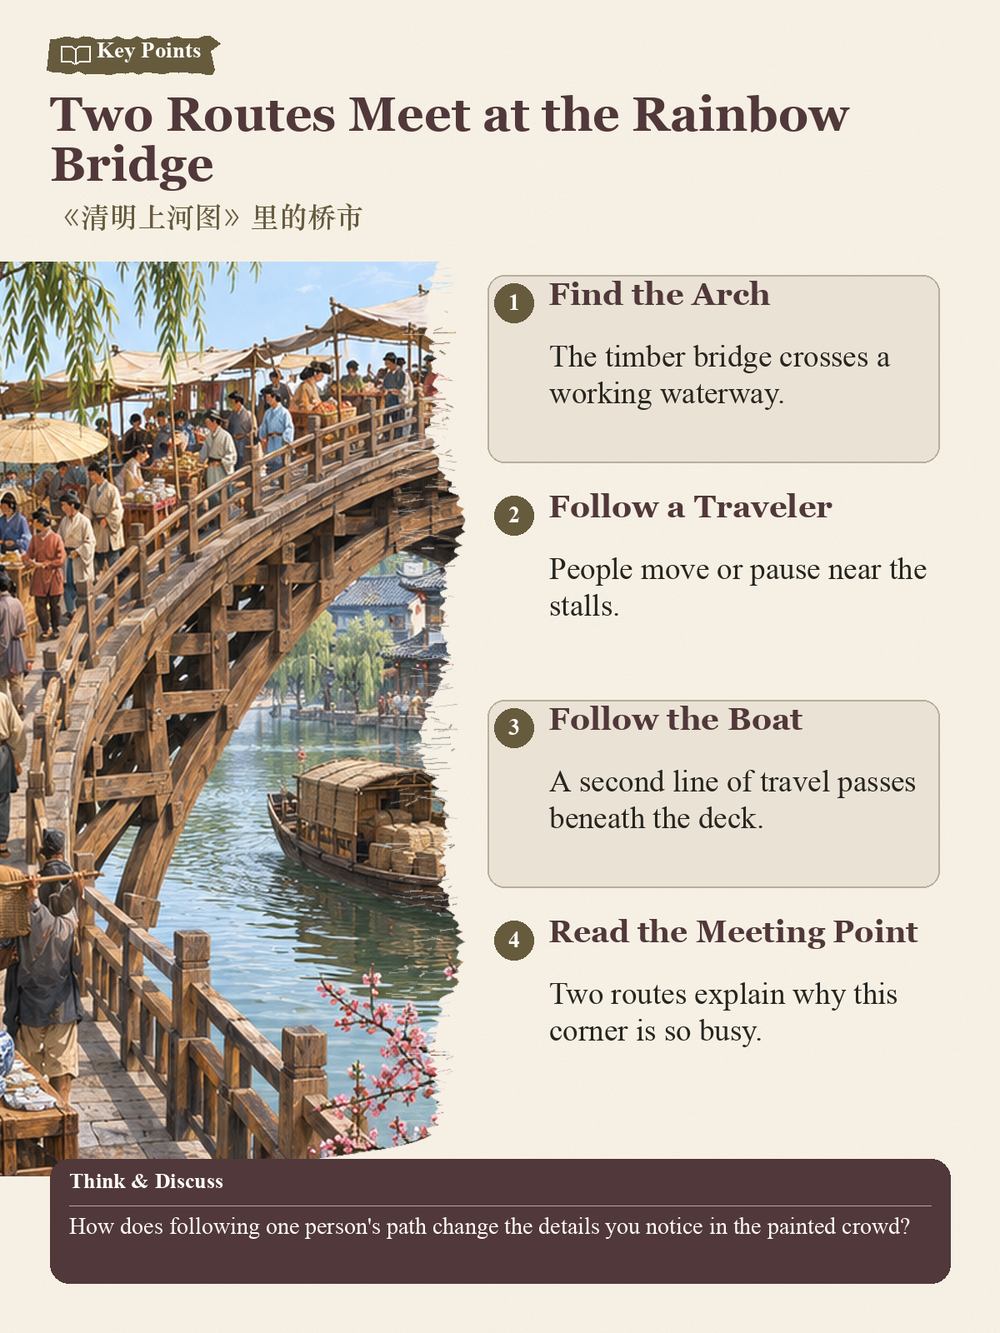 Key Points
Two Routes Meet at the Rainbow
Bridge
《清明上河图》里的桥市
1 Find the Arch
The timber bridge crosses a
working waterway.
2 Follow a Traveler
People move or pause near the
stalls.
3 Follow the Boat
A second line of travel passes
beneath the deck.
4 Read the Meeting Point
Two routes explain why this
corner is so busy.
Think & Discuss
How does following one person's path change the details you notice in the painted crowd?